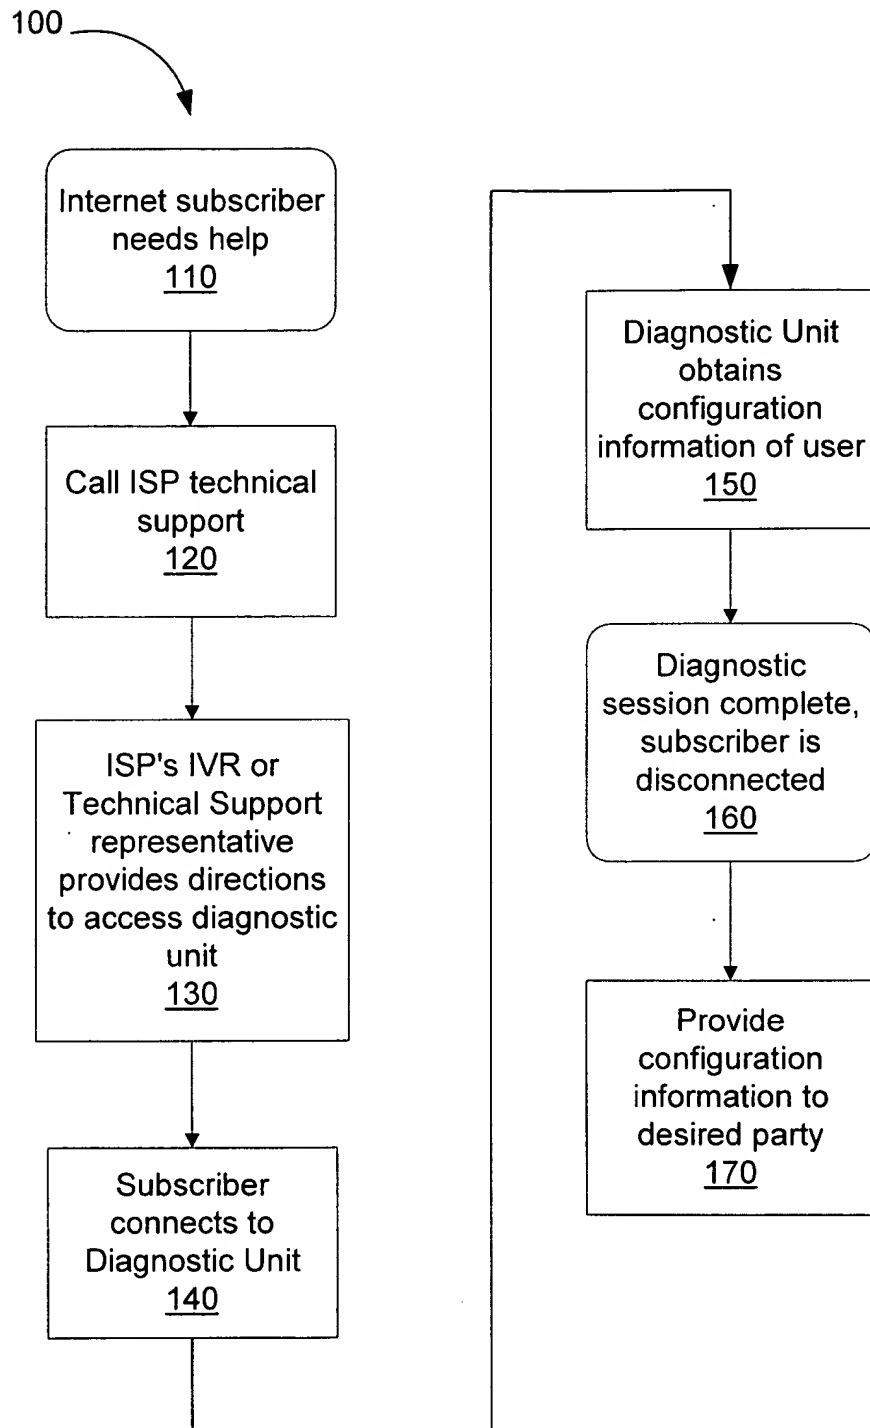 100
Internet subscriber
needs help
110
Call ISP technical
support
120
ISP's IVR or
Technical Support
representative
provides directions
to access diagnostic
unit
130
Subscriber
connects to
Diagnostic Unit
140
Diagnostic Unit
obtains
configuration
information of user
150
Diagnostic
session complete,
subscriber is
disconnected
160
Provide
configuration
information to
desired party
170